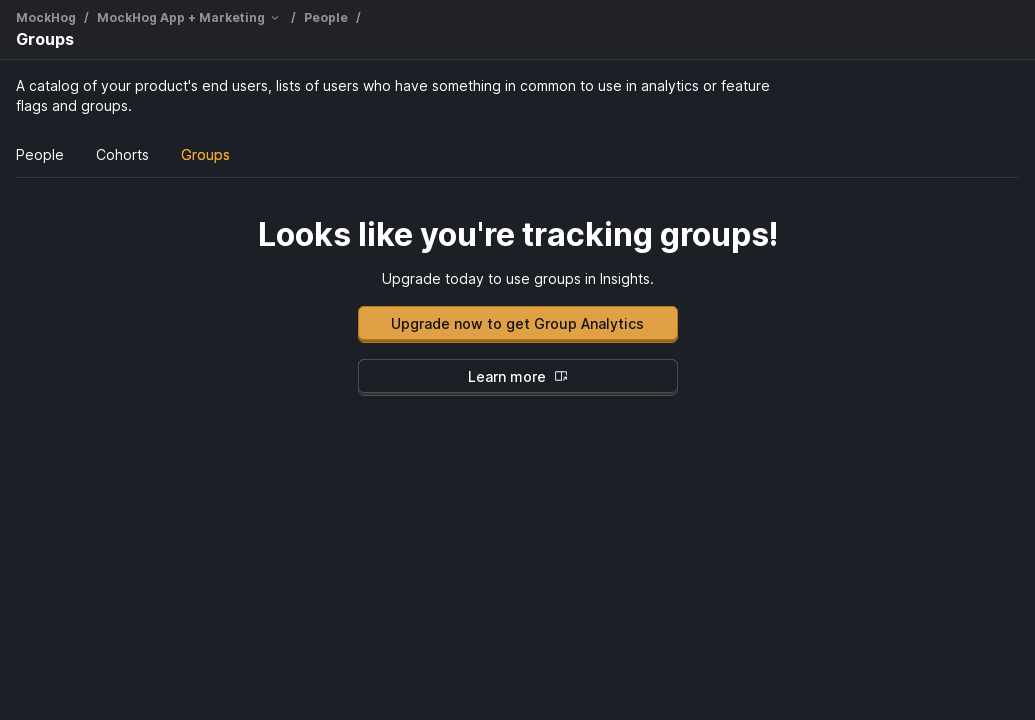 MockHog / MockHog App + Marketing / People /
Groups
A catalog of your product's end users, lists of users who have something in common to use in analytics or feature
flags and groups.
People Cohorts Groups
Looks like you're tracking groups!
Upgrade today to use groups in Insights.
Upgrade now to get Group Analytics
Learn more